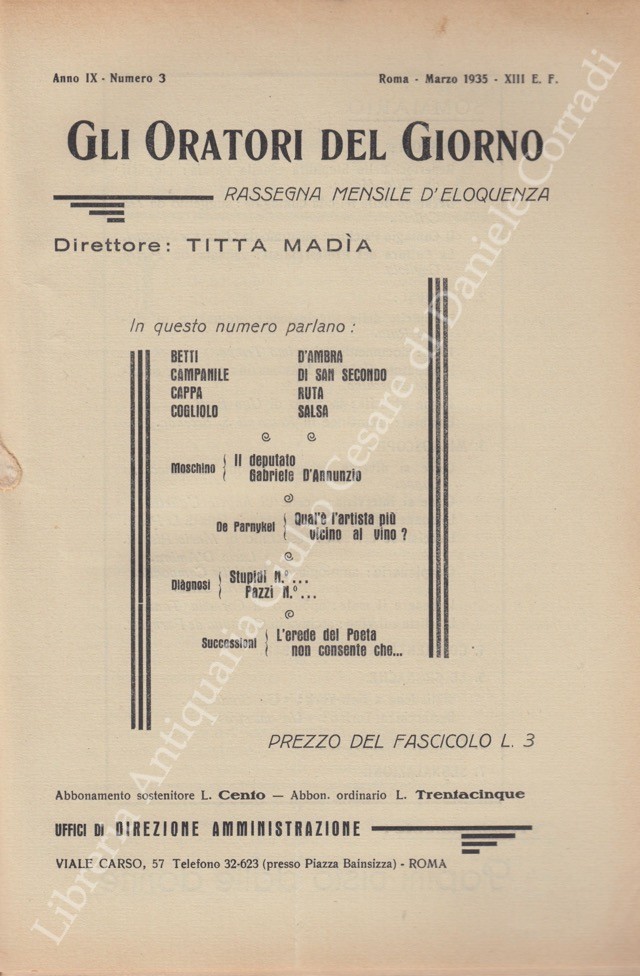 Anno IX - Numero 3
Roma - Marzo 1935 - XIII E. F.
GLI ORATORI DEL GIORNO
RASSEGNA MENSILE D'ELOQUENZA
Direttore: TITTA MADÌA
In questo numero parlano:
BETTI D'AMBRA
CAMPANILE DI SAN SECONDO
CAPPA RUTA
COGLIOLO SALSA
Moschino { Il deputato
Gabriele D'Annunzio
De Parnykel { Qual'è l'artista più
vicino al vino?
Diàgnosi { Stupidi N.° ...
Pazzi N.° ...
Successioni { L'erede del Poeta
non consente che...
PREZZO DEL FASCICOLO L. 3
Abbonamento sostenitore L. Cento — Abbon. ordinario L. Trentacinque
UFFICI DI DIREZIONE AMMINISTRAZIONE
VIALE CARSO, 57 Telefono 32-623 (presso Piazza Bainsizza) - ROMA
Libreria Antiquaria Giulio Cesare di Daniele Corradi